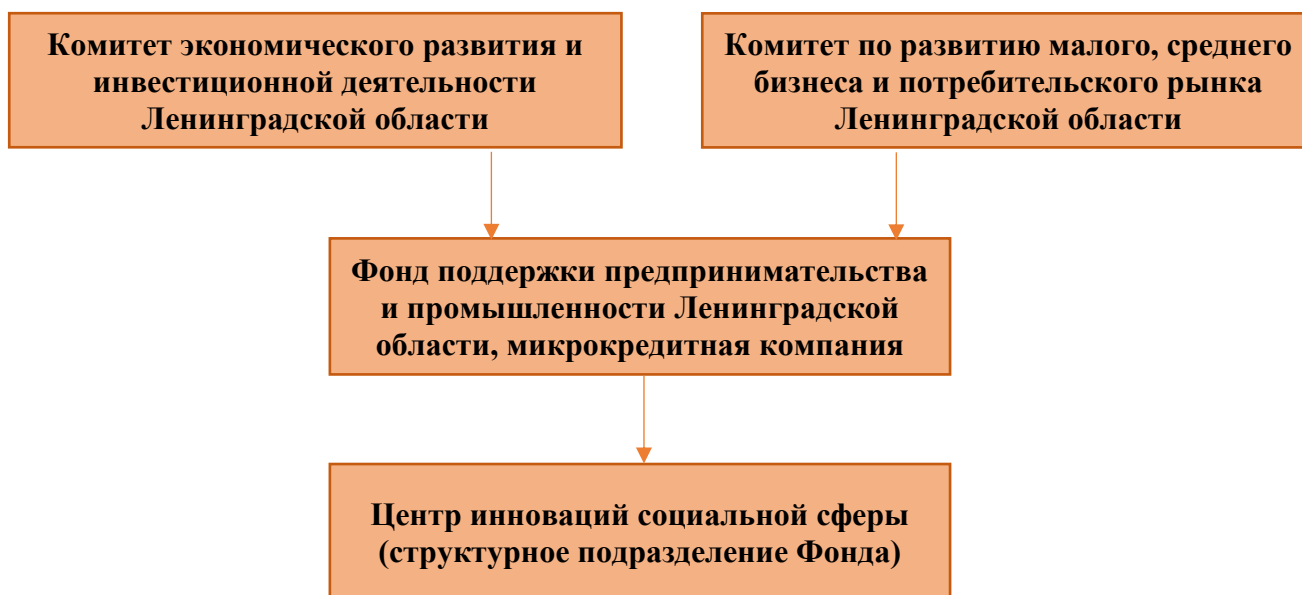 Комитет экономического развития и
инвестиционной деятельности
Ленинградской области
Комитет по развитию малого, среднего
бизнеса и потребительского рынка
Ленинградской области
Фонд поддержки предпринимательства
и промышленности Ленинградской
области, микрокредитная компания
Центр инноваций социальной сферы
(структурное подразделение Фонда)